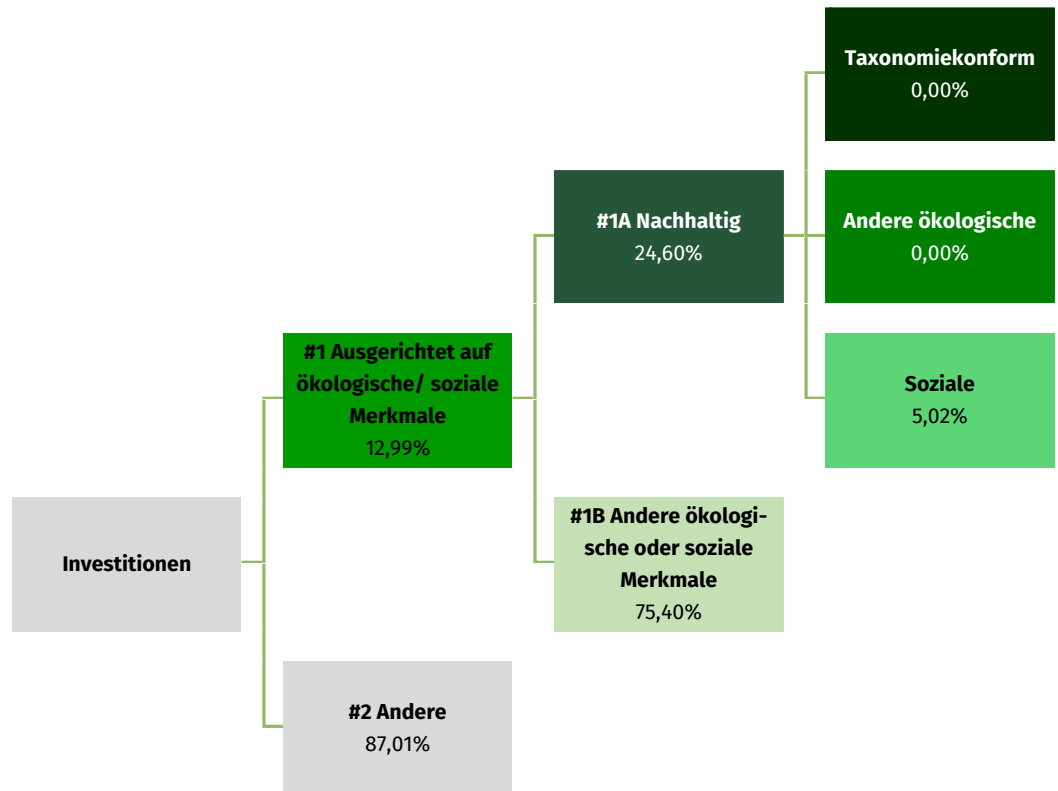 Investitionen
#1 Ausgerichtet auf
ökologische/ soziale
Merkmale
12,99%
#2 Andere
87,01%
#1A Nachhaltig
24,60%
#1B Andere ökologi-
sche oder soziale
Merkmale
75,40%
Taxonomiekonform
0,00%
Andere ökologische
0,00%
Soziale
5,02%